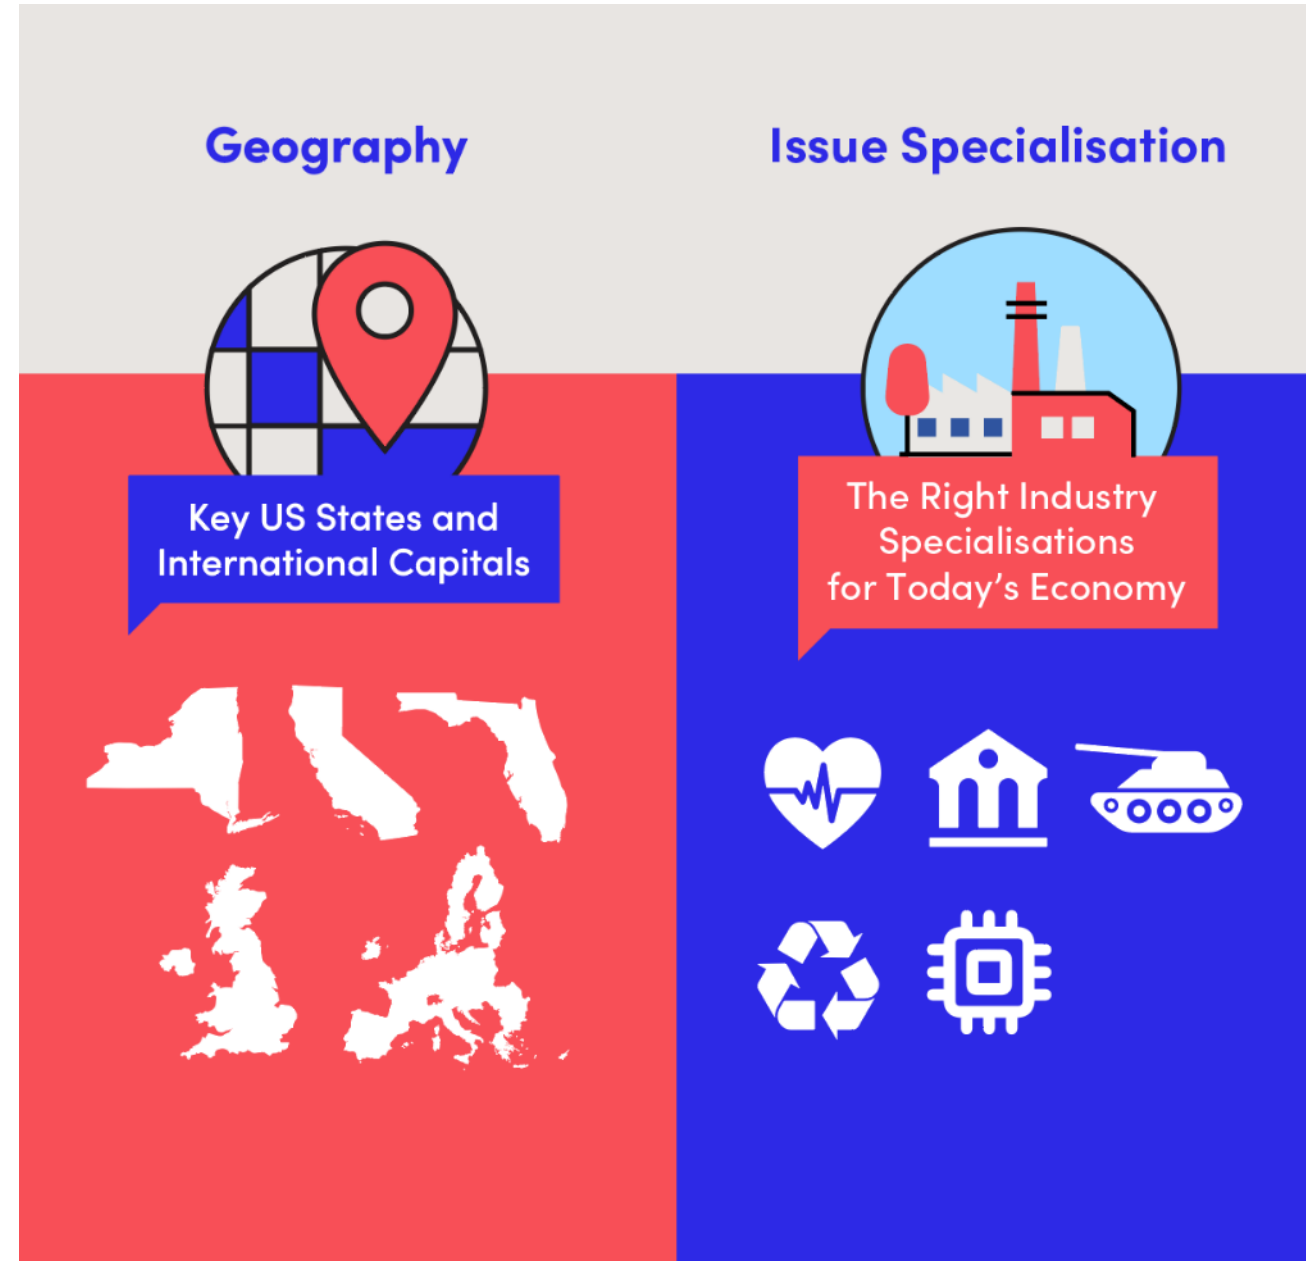 Geography
Key US States and
International Capitals
Issue Specialisation
The Right Industry
Specialisations
for Today’s Economy